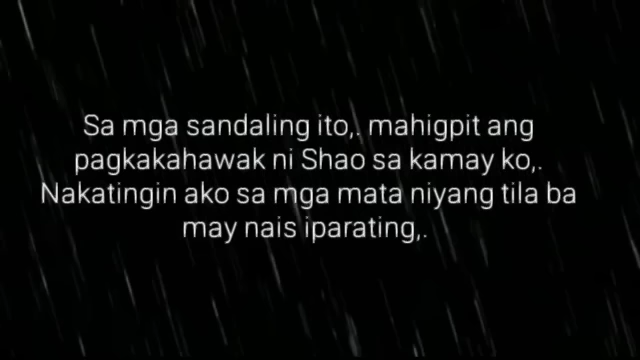 Sa mga sandaling ito,. mahigpit ang
pagkakahawak ni Shao sa kamay ko,.
Nakatingin ako sa mga mata niyang tila ba
may nais iparating,.